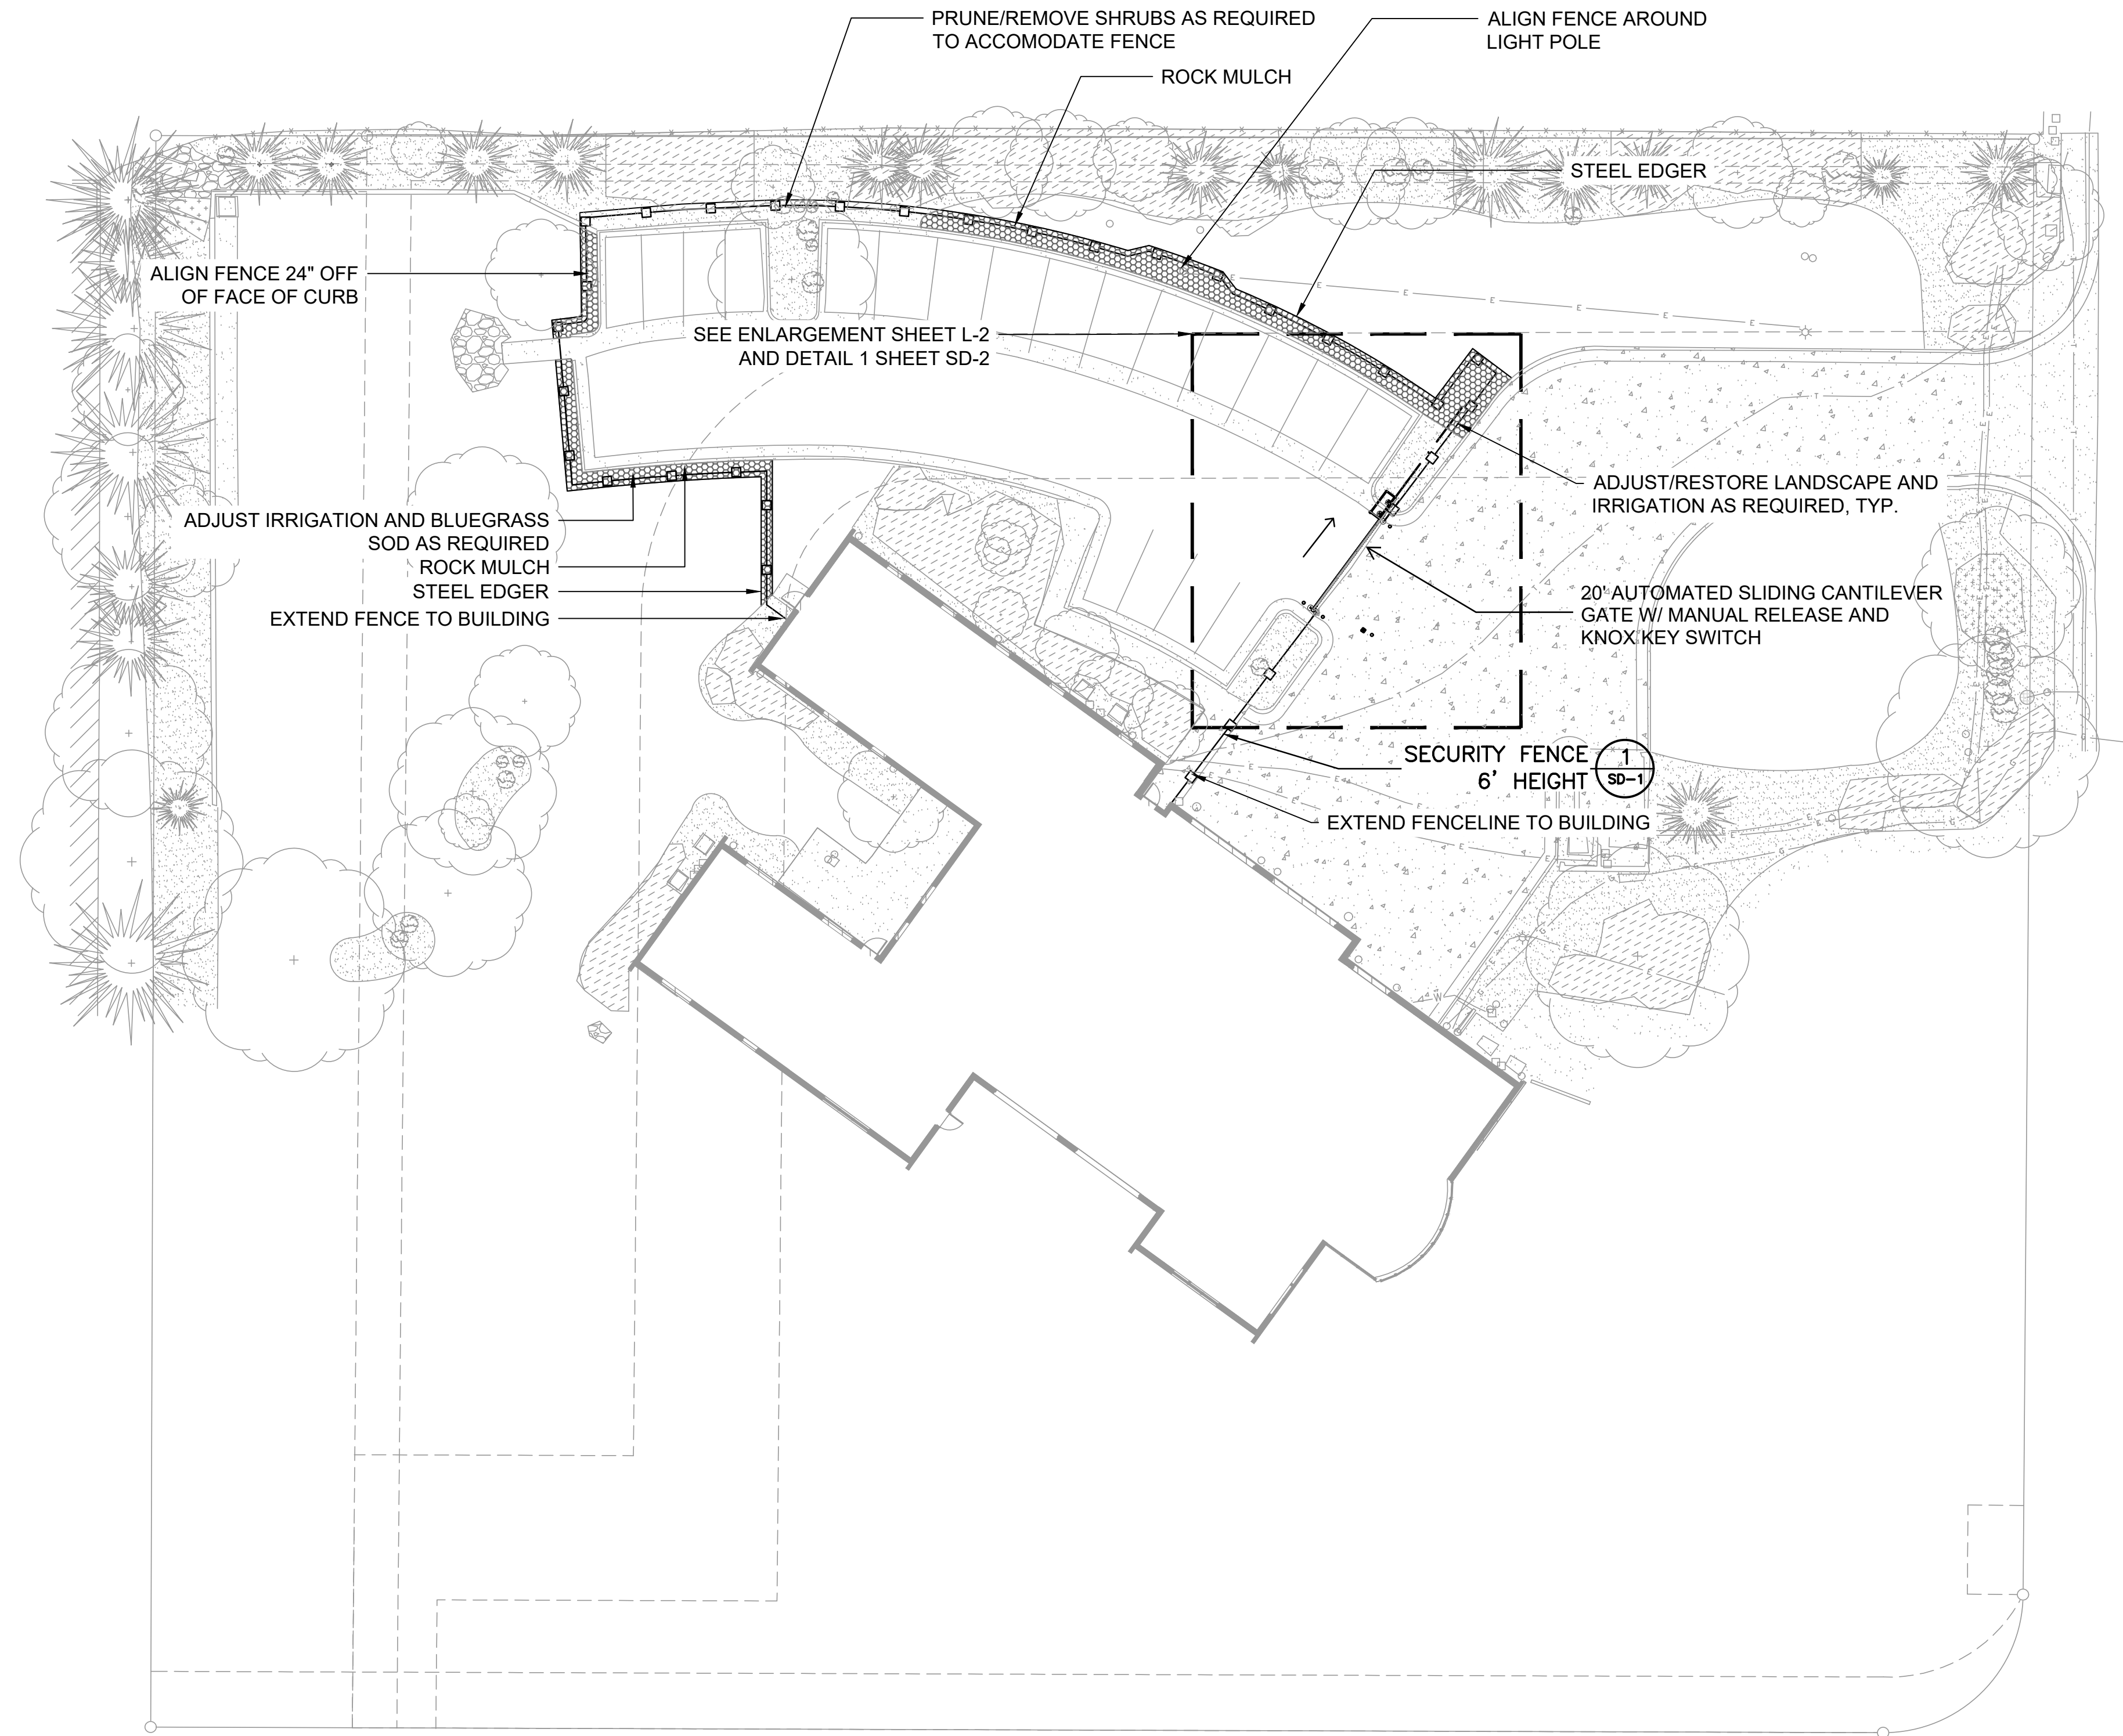 PRUNE/REMOVE SHRUBS AS REQUIRED
TO ACCOMODATE FENCE
ALIGN FENCE AROUND
LIGHT POLE
ROCK MULCH
STEEL EDGER
ALIGN FENCE 24" OFF
OF FACE OF CURB
SEE ENLARGEMENT SHEET L-2
AND DETAIL 1 SHEET SD-2
ADJUST/RESTORE LANDSCAPE AND
IRRIGATION AS REQUIRED, TYP.
ADJUST IRRIGATION AND BLUEGRASS
SOD AS REQUIRED
ROCK MULCH
STEEL EDGER
EXTEND FENCE TO BUILDING
20' AUTOMATED SLIDING CANTILEVER
GATE W/ MANUAL RELEASE AND
KNOX KEY SWITCH
SECURITY FENCE
6' HEIGHT
1
SD-1
EXTEND FENCELINE TO BUILDING